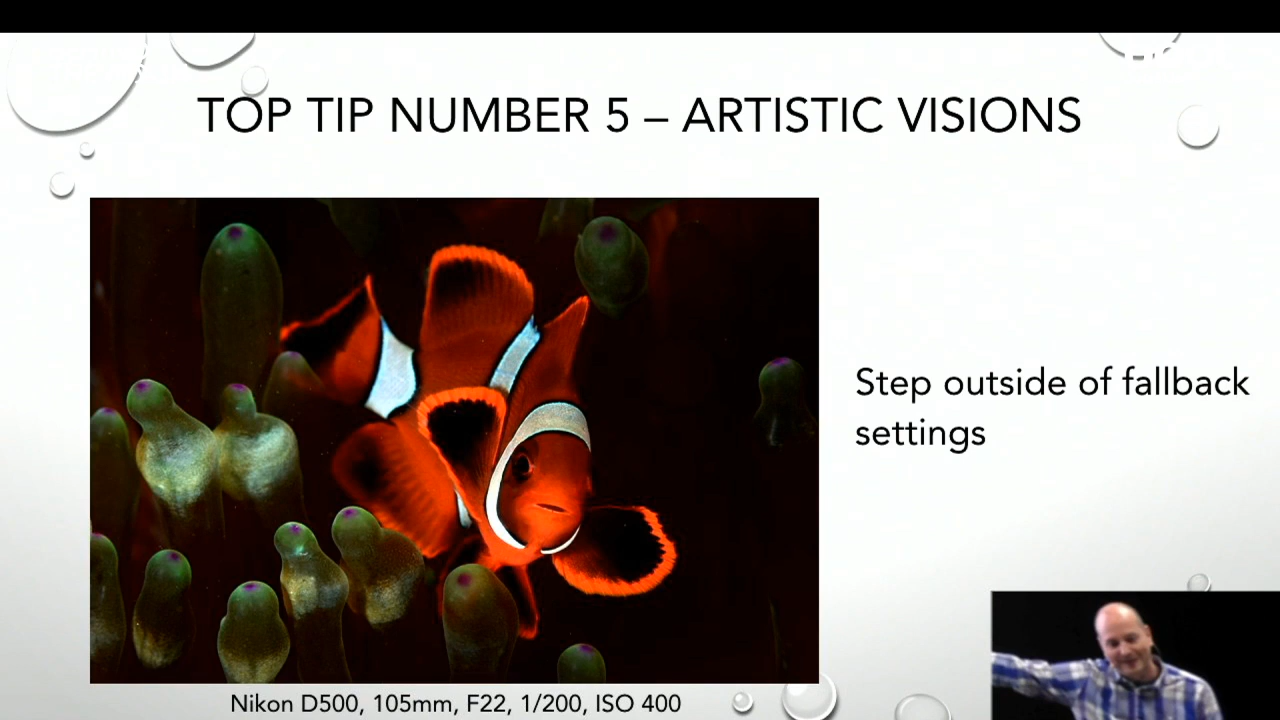 TOP TIP NUMBER 5 – ARTISTIC VISIONS
Step outside of fallback
settings
Nikon D500, 105mm, F22, 1/200, ISO 400